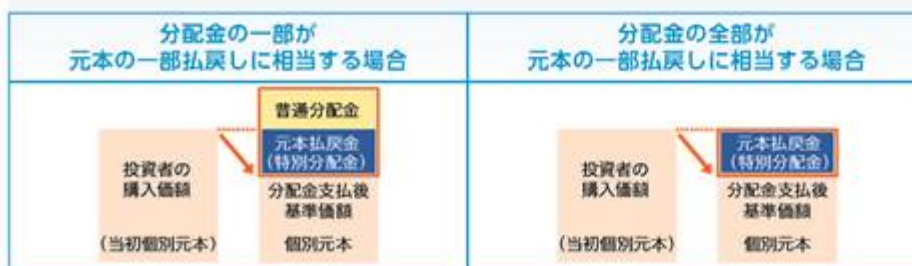 分配金の一部が
元本の一部払戻しに相当する場合
分配金の全部が
元本の一部払戻しに相当する場合
普通分配金
元本払戻金
(特別分配金)
投資者の
購入価額
(当初個別元本)
分配金支払後
基準価額
個別元本
元本払戻金
(特別分配金)
投資者の
購入価額
(当初個別元本)
分配金支払後
基準価額
個別元本